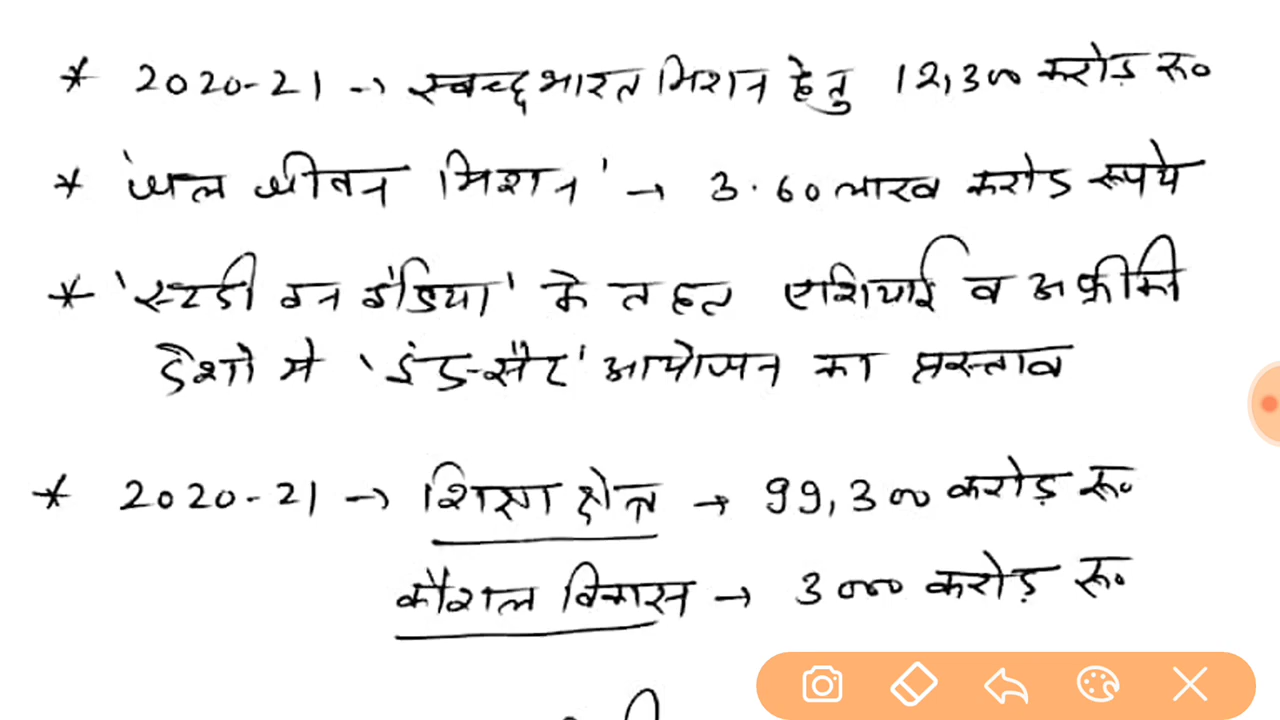 * 2020-21 → स्वच्छ भारत मिशन हेतु 12,300 करोड़ रू०
* 'जल जीवन मिशन' → 3.60 लाख करोड रूपये
* 'स्टडी इन इंडिया' के तहत एशियाई व अफ्रीकी
देशो मे 'इंड-सैट' आयोजन का प्रस्ताव
* 2020-21 → शिक्षा क्षेत्र → 99,300 करोड़ रू०
कौशल विकास → 3000 करोड़ रू०